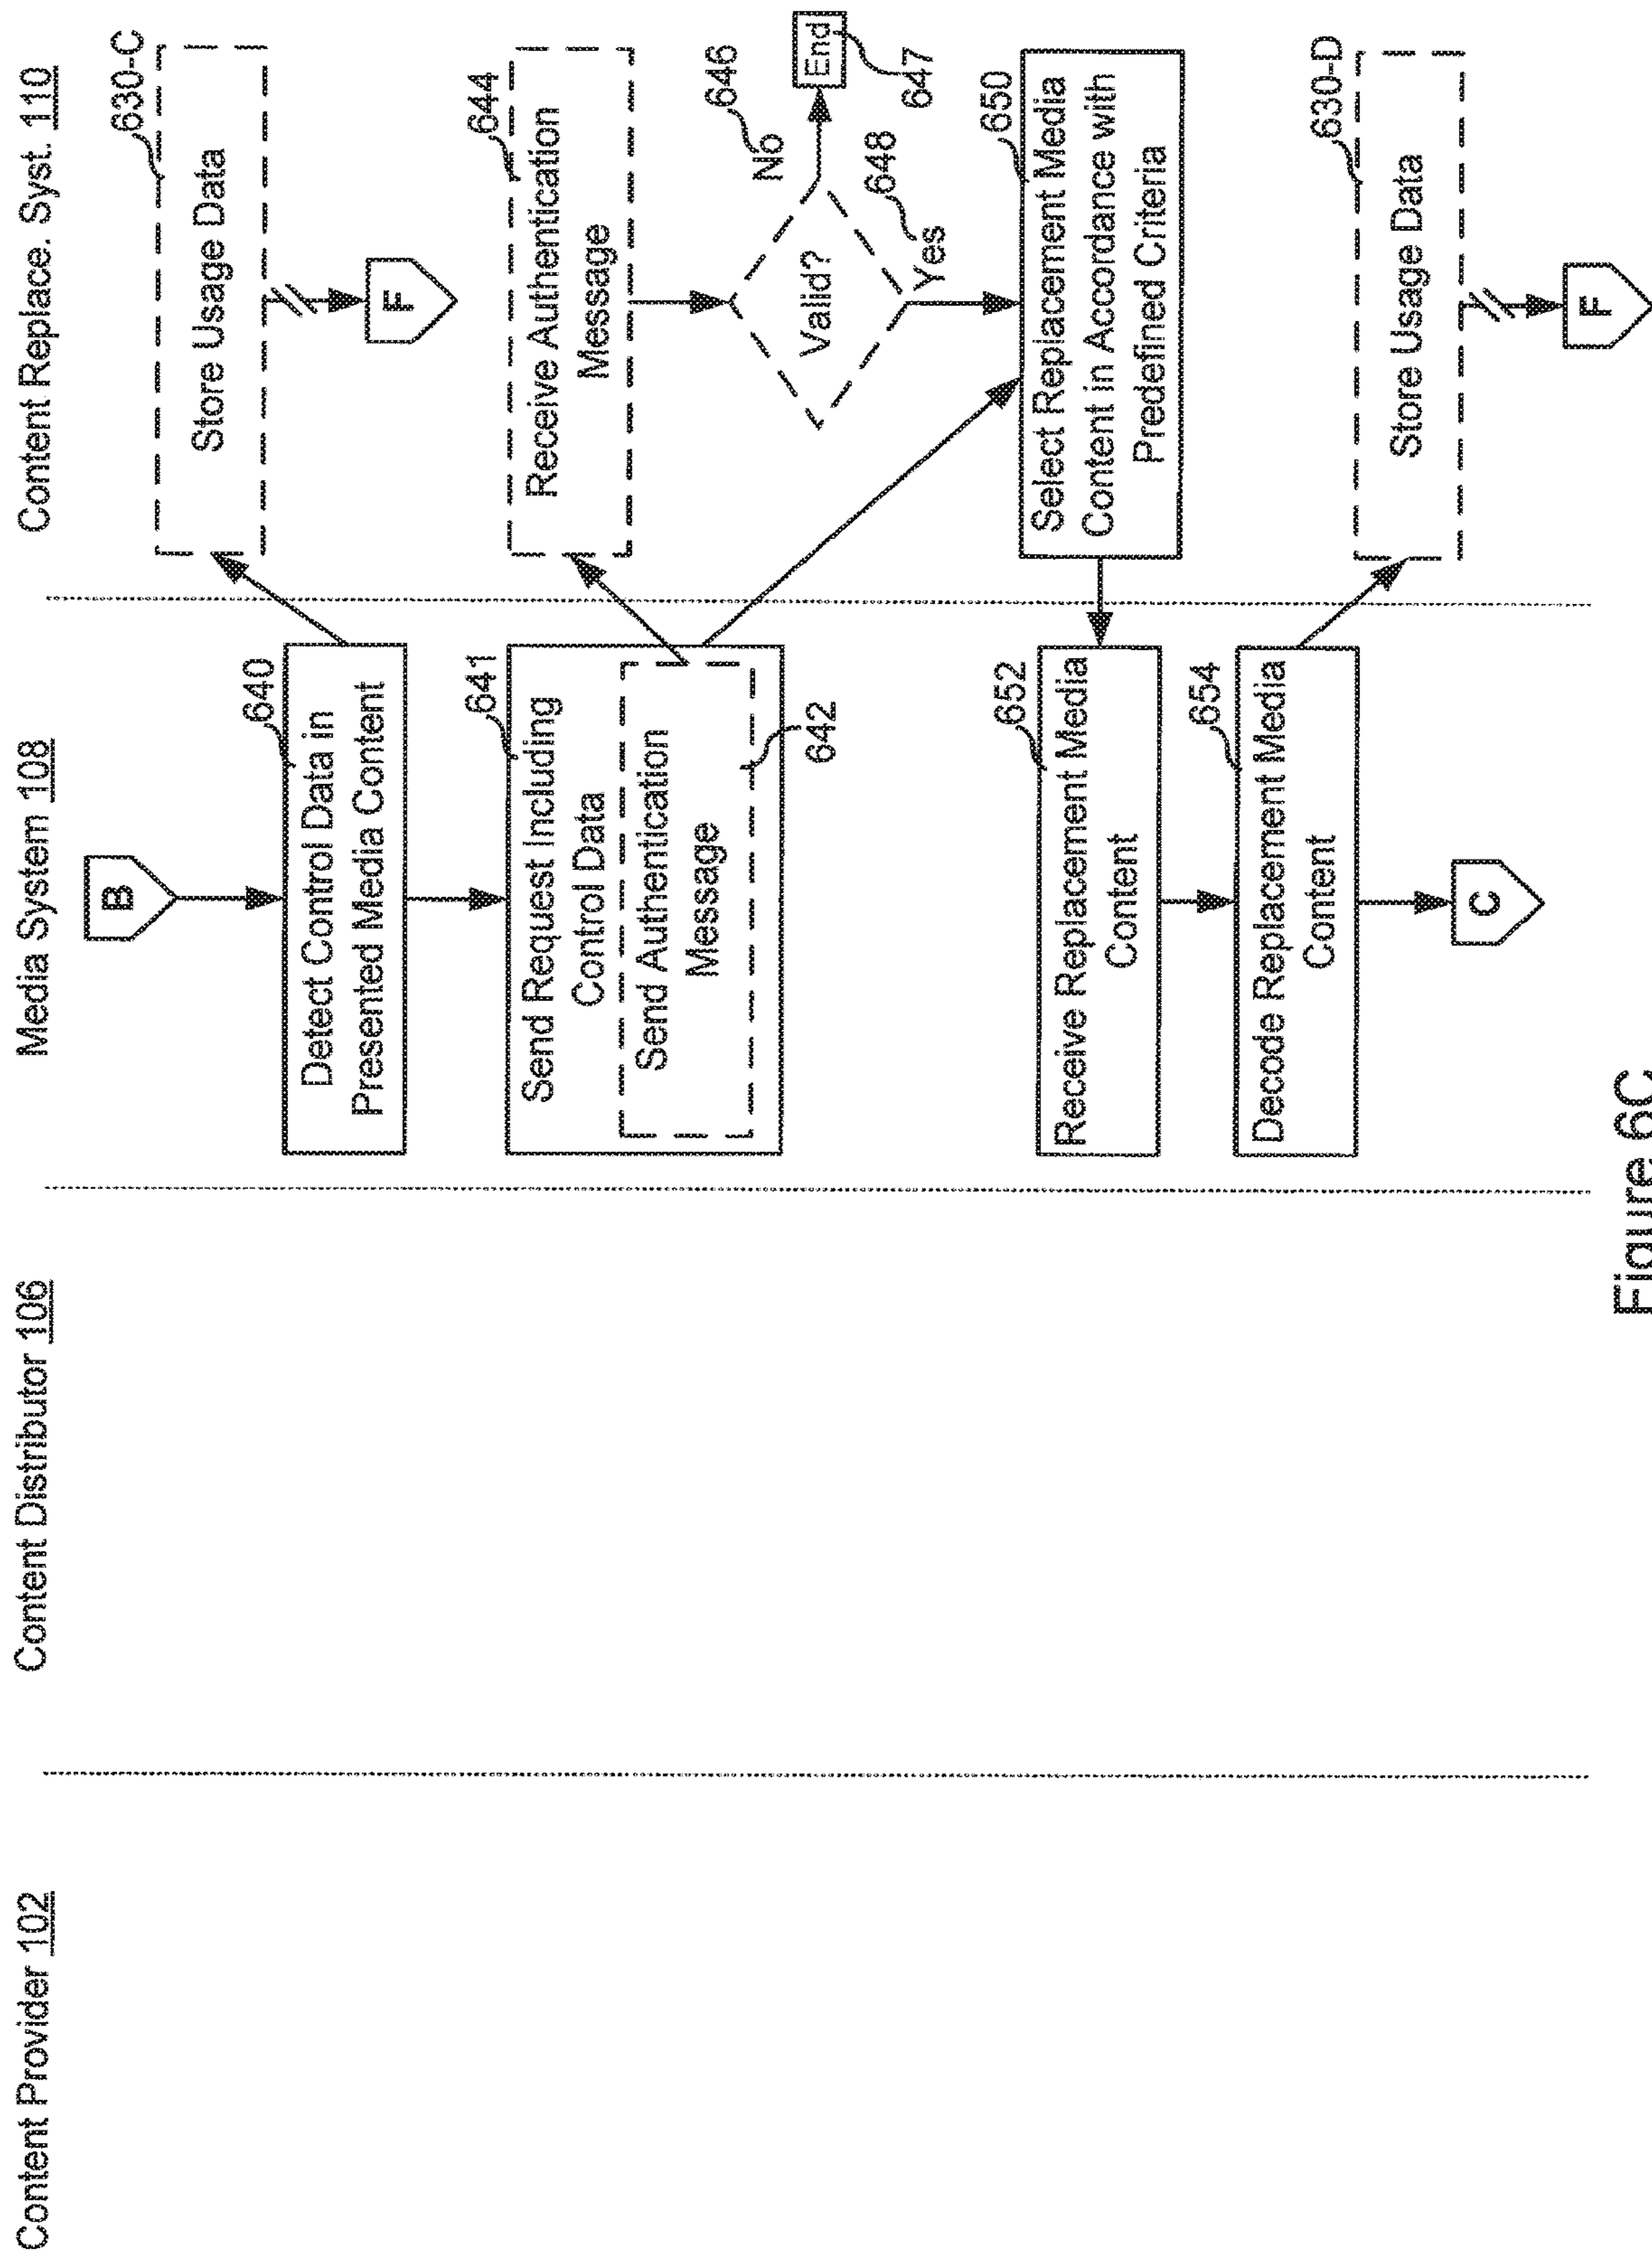 Content Provider 102
Content Distributor 106
Media System 108
Content Replace. Syst. 110
B
640
Detect Control Data in
Presented Media Content
630-C
Store Usage Data
F
641
Send Request Including
Control Data
Send Authentication
Message
642
644
Receive Authentication
Message
Valid?
646
No
End
647
648
Yes
650
Select Replacement Media
Content in Accordance with
Predefined Criteria
652
Receive Replacement Media
Content
654
Decode Replacement Media
Content
C
630-D
Store Usage Data
F
Figure 6C